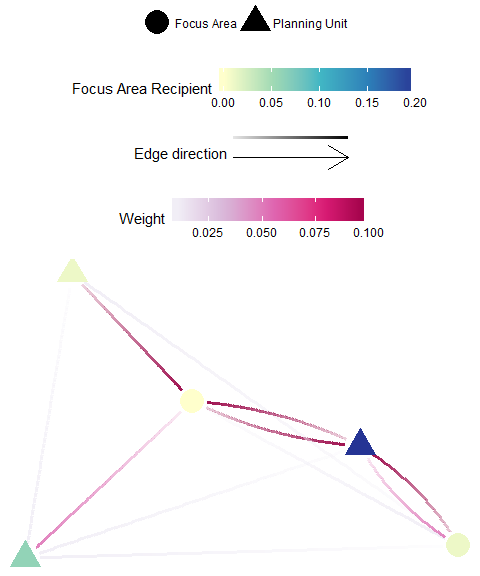 Focus Area Planning Unit
Focus Area Recipient
0.00 0.05 0.10 0.15 0.20
Edge direction
Weight
0.025 0.050 0.075 0.100